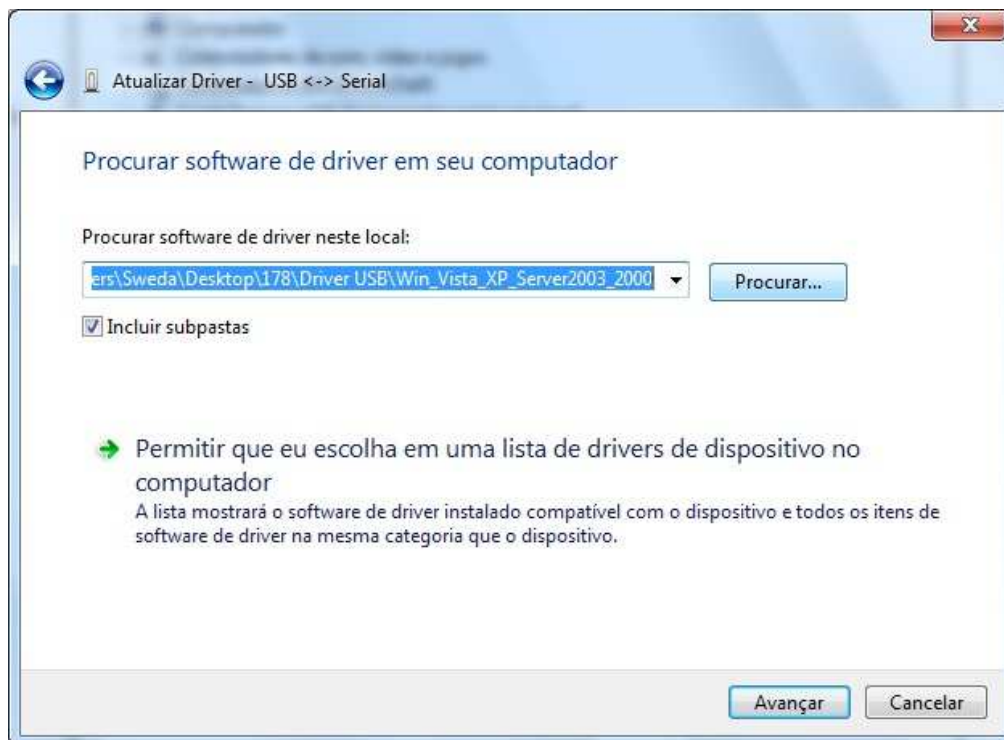 Atualizar Driver - USB <-> Serial
Procurar software de driver em seu computador
Procurar software de driver neste local:
ers\Sweda\Desktop\178\Driver USB\Win_Vista_XP_Server2003_2000
Procurar...
Incluir subpastas
Permitir que eu escolha em uma lista de drivers de dispositivo no
computador
A lista mostrará o software de driver instalado compatível com o dispositivo e todos os itens de
software de driver na mesma categoria que o dispositivo.
Avançar
Cancelar